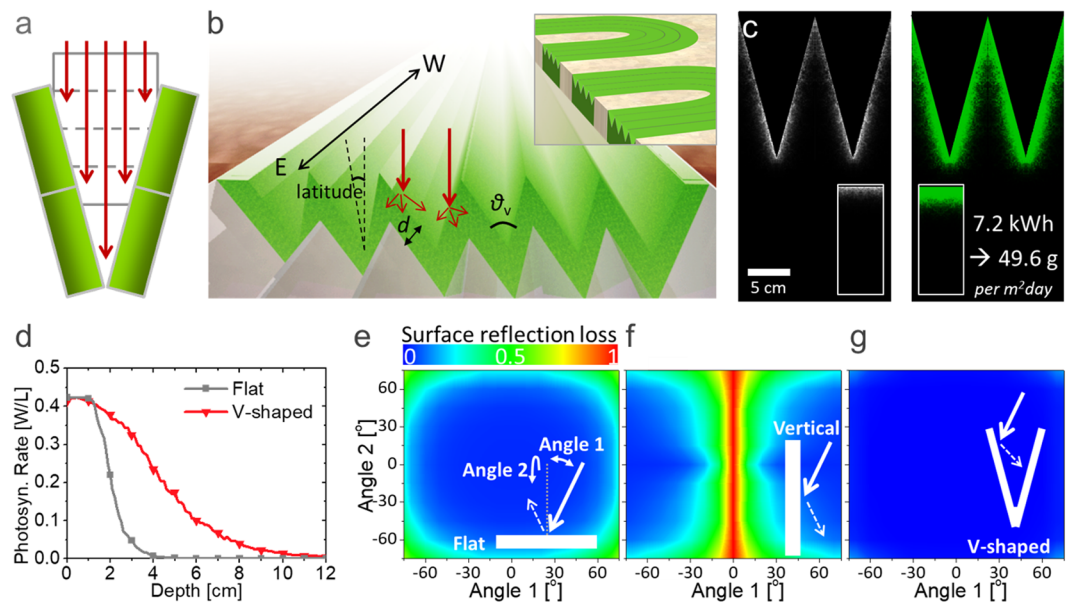 a
b
W
E
latitude
d
ϑv
c
5 cm
7.2 kWh
→ 49.6 g
per m²day
d
Photosyn. Rate [W/L]
0.5
0.4
0.3
0.2
0.1
0.0
0 2 4 6 8 10 12
Depth [cm]
Flat
V-shaped
e
Surface reflection loss
0 0.5 1
f
g
Angle 2 [°]
60
30
0
-30
-60
Angle 1
Angle 2
Flat
-60 -30 0 30 60
Angle 1 [°]
Vertical
-60 -30 0 30 60
Angle 1 [°]
V-shaped
-60 -30 0 30 60
Angle 1 [°]